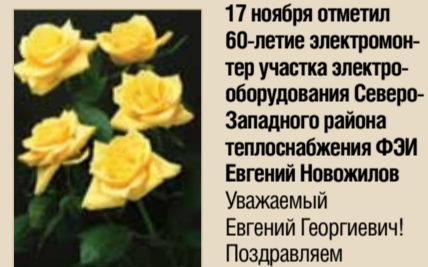 17 ноября отметил
60-летие электромон-
тер участка электро-
оборудования Северо-
Западного района
теплоснабжения ФЭИ
Евгений Новожилов
Уважаемый
Евгений Георгиевич!
Поздравляем